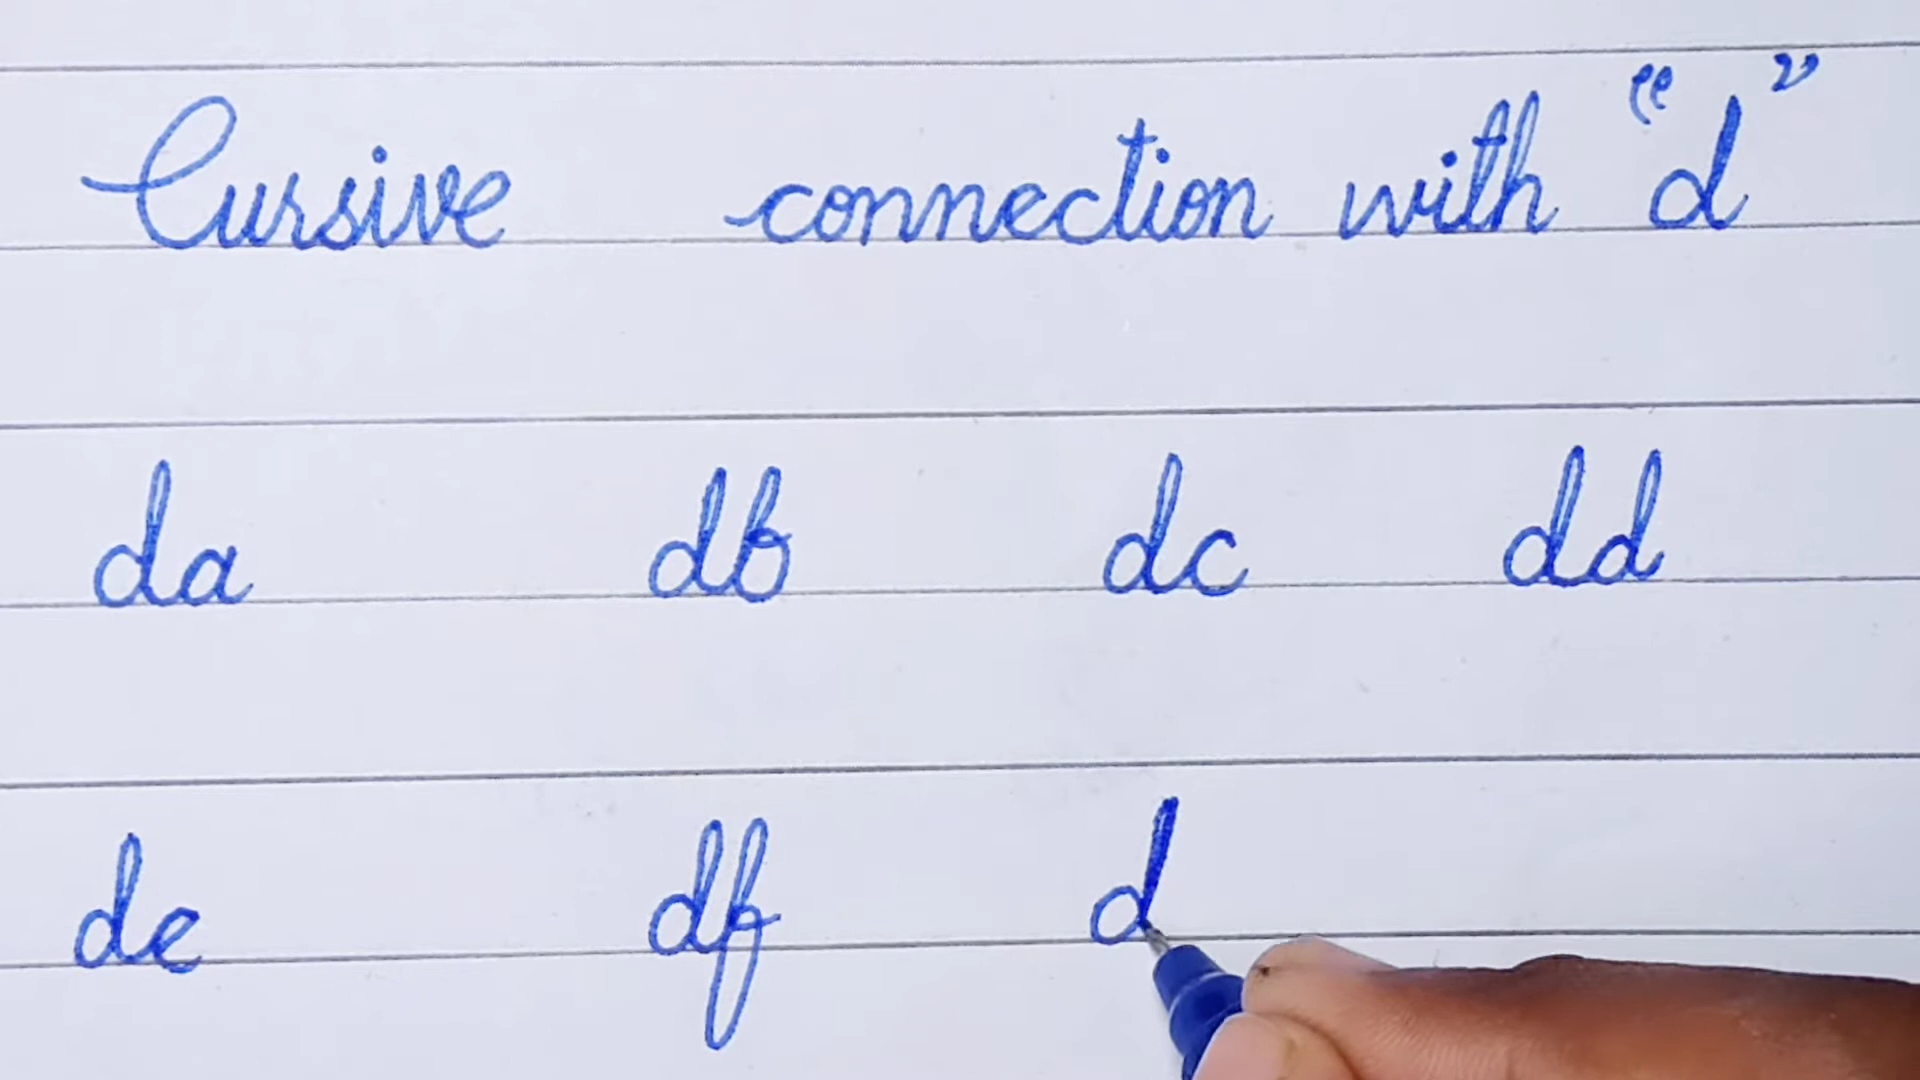 Cursive connection with “d”
da db dc dd
de df d